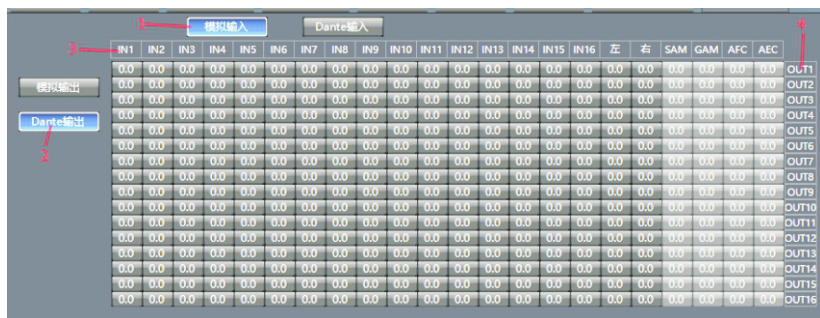 1 模拟输入 Dante输入 4
3 IN1 IN2 IN3 IN4 IN5 IN6 IN7 IN8 IN9 IN10 IN11 IN12 IN13 IN14 IN15 IN16 左 右 SAM GAM AFC AEC
0.0 0.0 0.0 0.0 0.0 0.0 0.0 0.0 0.0 0.0 0.0 0.0 0.0 0.0 0.0 0.0 0.0 0.0 0.0 0.0 0.0 0.0 OUT1
模拟输出 0.0 0.0 0.0 0.0 0.0 0.0 0.0 0.0 0.0 0.0 0.0 0.0 0.0 0.0 0.0 0.0 0.0 0.0 0.0 0.0 0.0 0.0 OUT2
0.0 0.0 0.0 0.0 0.0 0.0 0.0 0.0 0.0 0.0 0.0 0.0 0.0 0.0 0.0 0.0 0.0 0.0 0.0 0.0 0.0 0.0 OUT3
Dante输出 0.0 0.0 0.0 0.0 0.0 0.0 0.0 0.0 0.0 0.0 0.0 0.0 0.0 0.0 0.0 0.0 0.0 0.0 0.0 0.0 0.0 0.0 OUT4
0.0 0.0 0.0 0.0 0.0 0.0 0.0 0.0 0.0 0.0 0.0 0.0 0.0 0.0 0.0 0.0 0.0 0.0 0.0 0.0 0.0 0.0 OUT5
0.0 0.0 0.0 0.0 0.0 0.0 0.0 0.0 0.0 0.0 0.0 0.0 0.0 0.0 0.0 0.0 0.0 0.0 0.0 0.0 0.0 0.0 OUT6
2 0.0 0.0 0.0 0.0 0.0 0.0 0.0 0.0 0.0 0.0 0.0 0.0 0.0 0.0 0.0 0.0 0.0 0.0 0.0 0.0 0.0 0.0 OUT7
0.0 0.0 0.0 0.0 0.0 0.0 0.0 0.0 0.0 0.0 0.0 0.0 0.0 0.0 0.0 0.0 0.0 0.0 0.0 0.0 0.0 0.0 OUT8
0.0 0.0 0.0 0.0 0.0 0.0 0.0 0.0 0.0 0.0 0.0 0.0 0.0 0.0 0.0 0.0 0.0 0.0 0.0 0.0 0.0 0.0 OUT9
0.0 0.0 0.0 0.0 0.0 0.0 0.0 0.0 0.0 0.0 0.0 0.0 0.0 0.0 0.0 0.0 0.0 0.0 0.0 0.0 0.0 0.0 OUT10
0.0 0.0 0.0 0.0 0.0 0.0 0.0 0.0 0.0 0.0 0.0 0.0 0.0 0.0 0.0 0.0 0.0 0.0 0.0 0.0 0.0 0.0 OUT11
0.0 0.0 0.0 0.0 0.0 0.0 0.0 0.0 0.0 0.0 0.0 0.0 0.0 0.0 0.0 0.0 0.0 0.0 0.0 0.0 0.0 0.0 OUT12
0.0 0.0 0.0 0.0 0.0 0.0 0.0 0.0 0.0 0.0 0.0 0.0 0.0 0.0 0.0 0.0 0.0 0.0 0.0 0.0 0.0 0.0 OUT13
0.0 0.0 0.0 0.0 0.0 0.0 0.0 0.0 0.0 0.0 0.0 0.0 0.0 0.0 0.0 0.0 0.0 0.0 0.0 0.0 0.0 0.0 OUT14
0.0 0.0 0.0 0.0 0.0 0.0 0.0 0.0 0.0 0.0 0.0 0.0 0.0 0.0 0.0 0.0 0.0 0.0 0.0 0.0 0.0 0.0 OUT15
0.0 0.0 0.0 0.0 0.0 0.0 0.0 0.0 0.0 0.0 0.0 0.0 0.0 0.0 0.0 0.0 0.0 0.0 0.0 0.0 0.0 0.0 OUT16